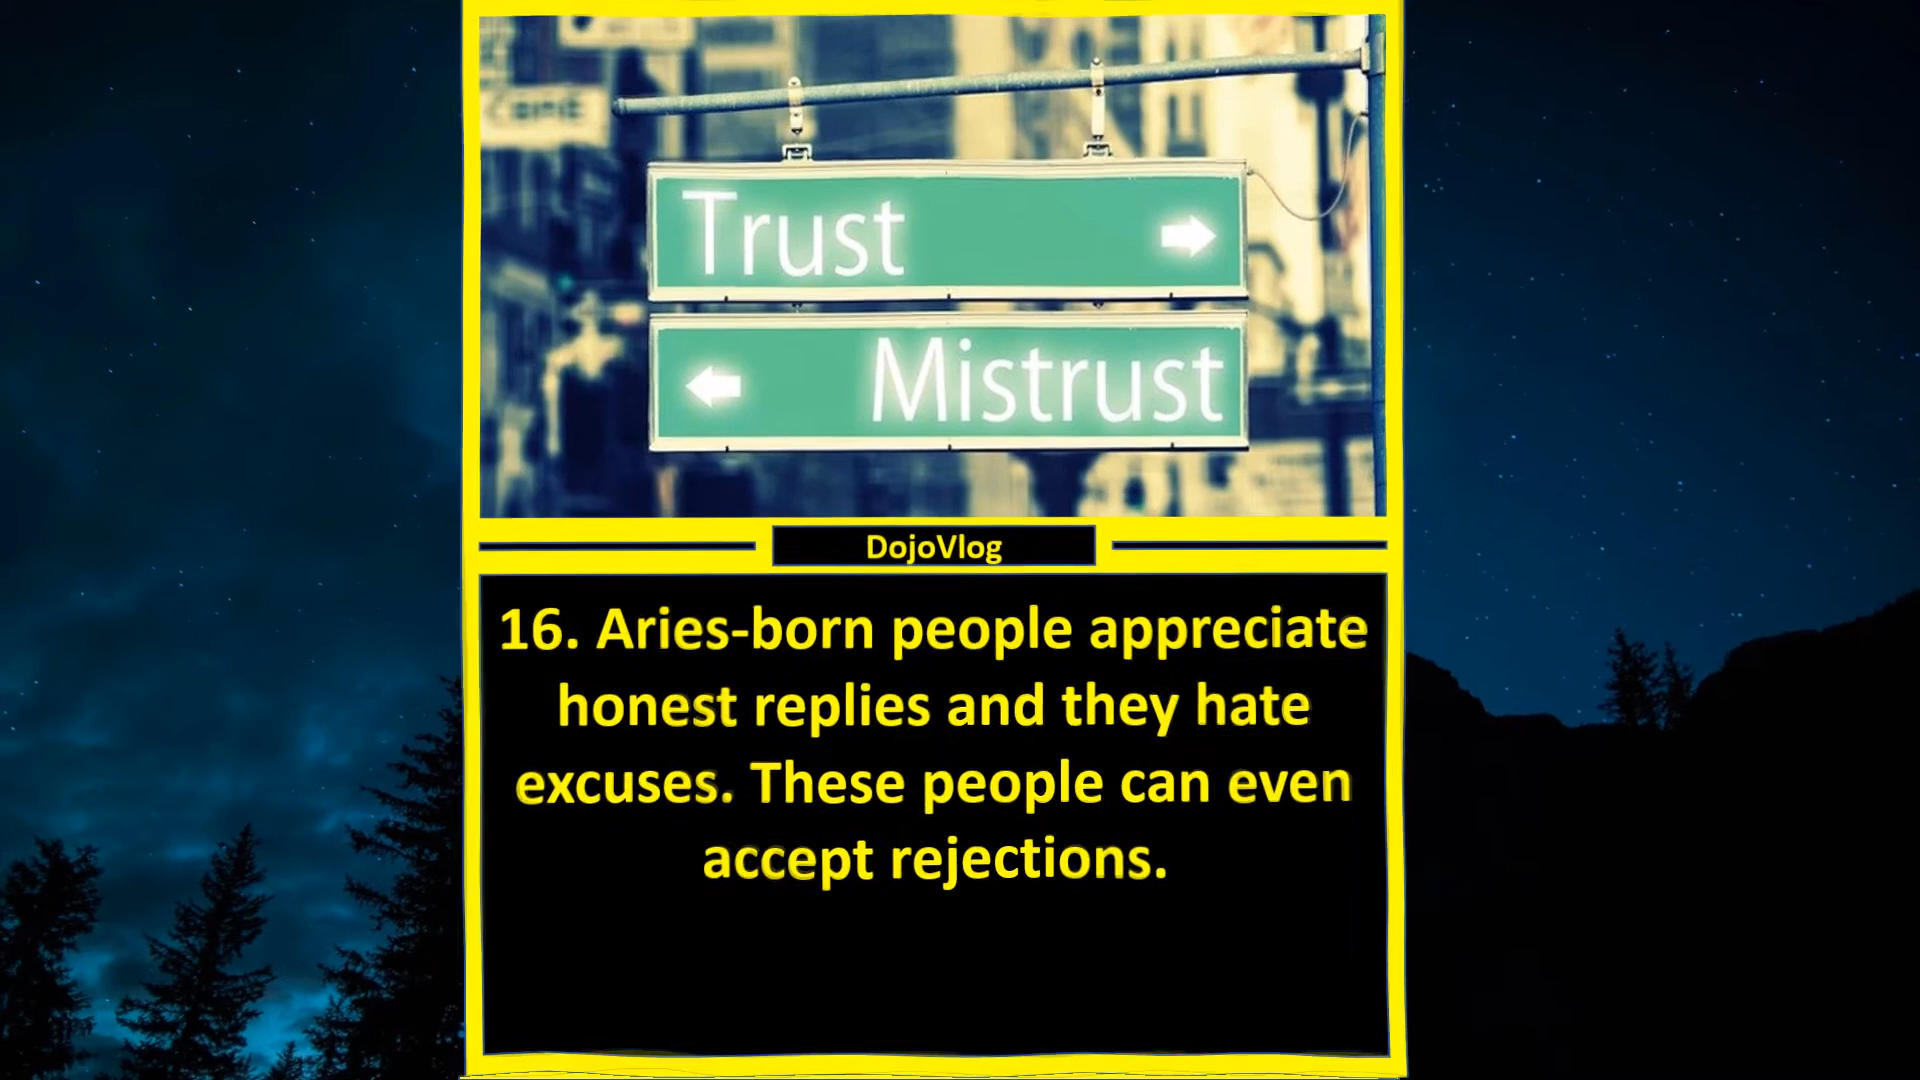 Trust
Mistrust
DojoVlog
16. Aries-born people appreciate
honest replies and they hate
excuses. These people can even
accept rejections.